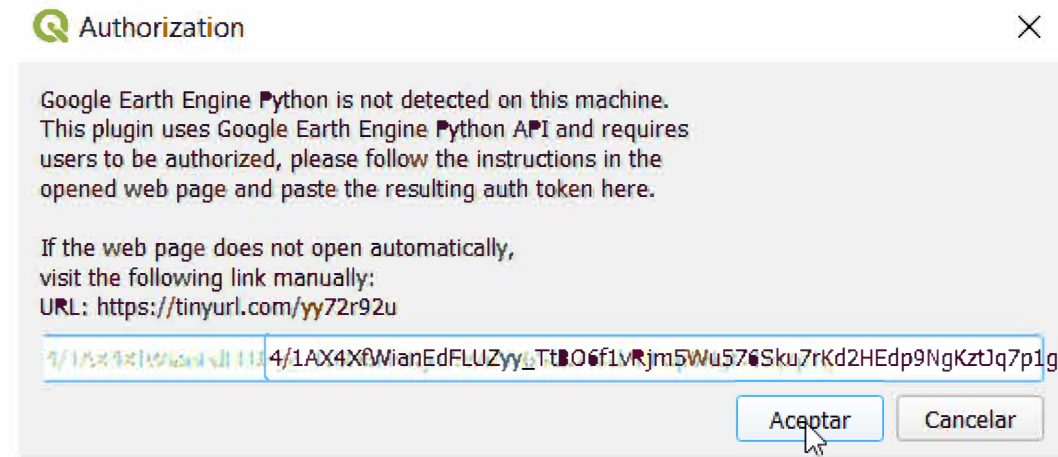 Authorization
Google Earth Engine Python is not detected on this machine.
This plugin uses Google Earth Engine Python API and requires
users to be authorized, please follow the instructions in the
opened web page and paste the resulting auth token here.
If the web page does not open automatically,
visit the following link manually:
URL: https://tinyurl.com/yy72r92u
4/1AX4XfWianEdFLUZyy_TtBO6f1vRjm5Wu576Sku7rKd2HEdp9NgKztJq7p1g
Aceptar Cancelar